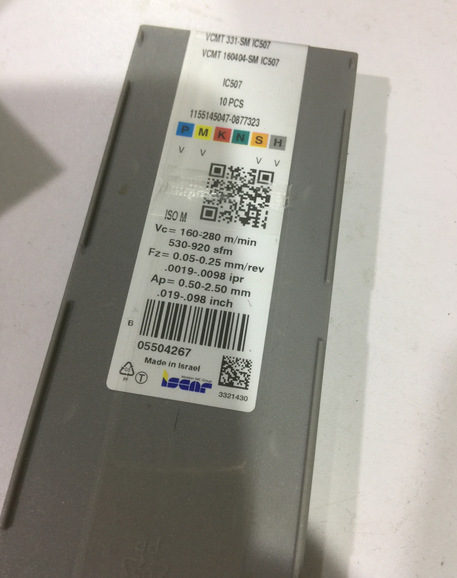 VCMT 331-SM IC507
VCMT 160404-SM IC507
IC507
10 PCS
1155145047-0877323
P M K N S H
V V V V
ISO M
Vc= 160-280 m/min
530-920 sfm
Fz= 0.05-0.25 mm/rev
.0019-.0098 ipr
Ap= 0.50-2.50 mm
.019-.098 inch
B
05504267
Made in Israel
T
iscar
3321430